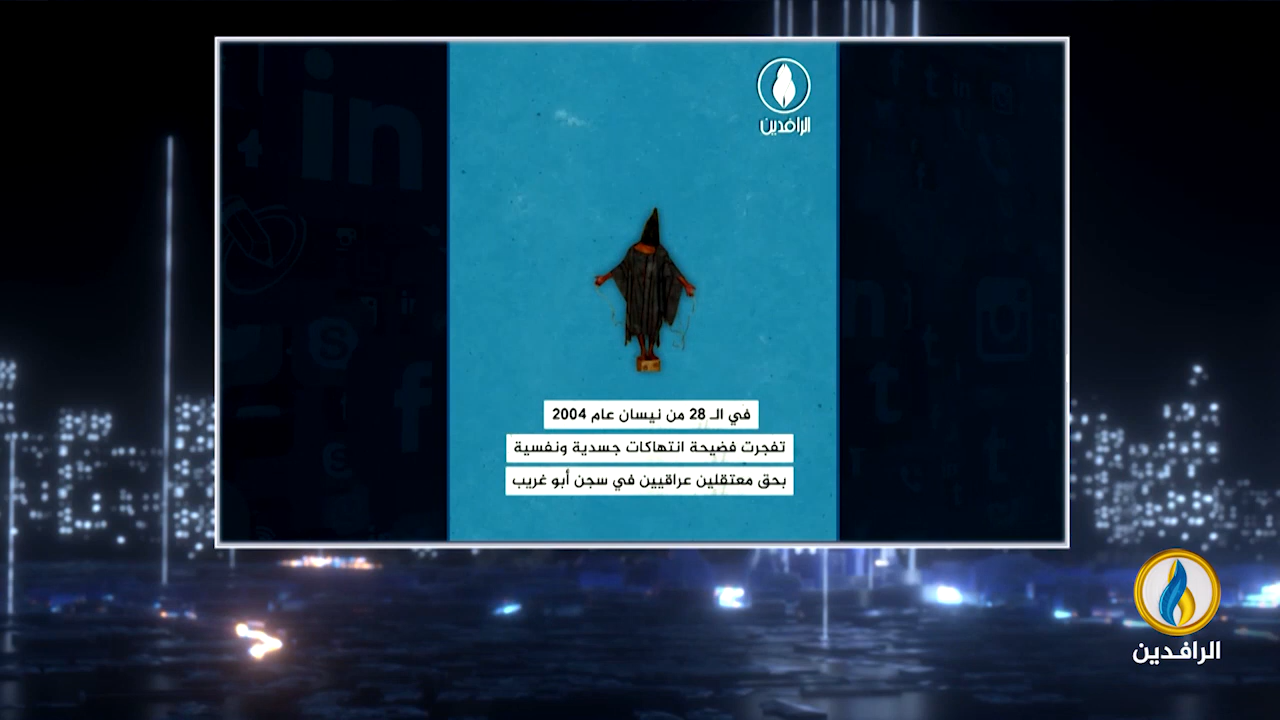 الرافدين
في الـ 28 من نيسان عام 2004
تفجرت فضيحة انتهاكات جسدية ونفسية
بحق معتقلين عراقيين في سجن أبو غريب
الرافدين